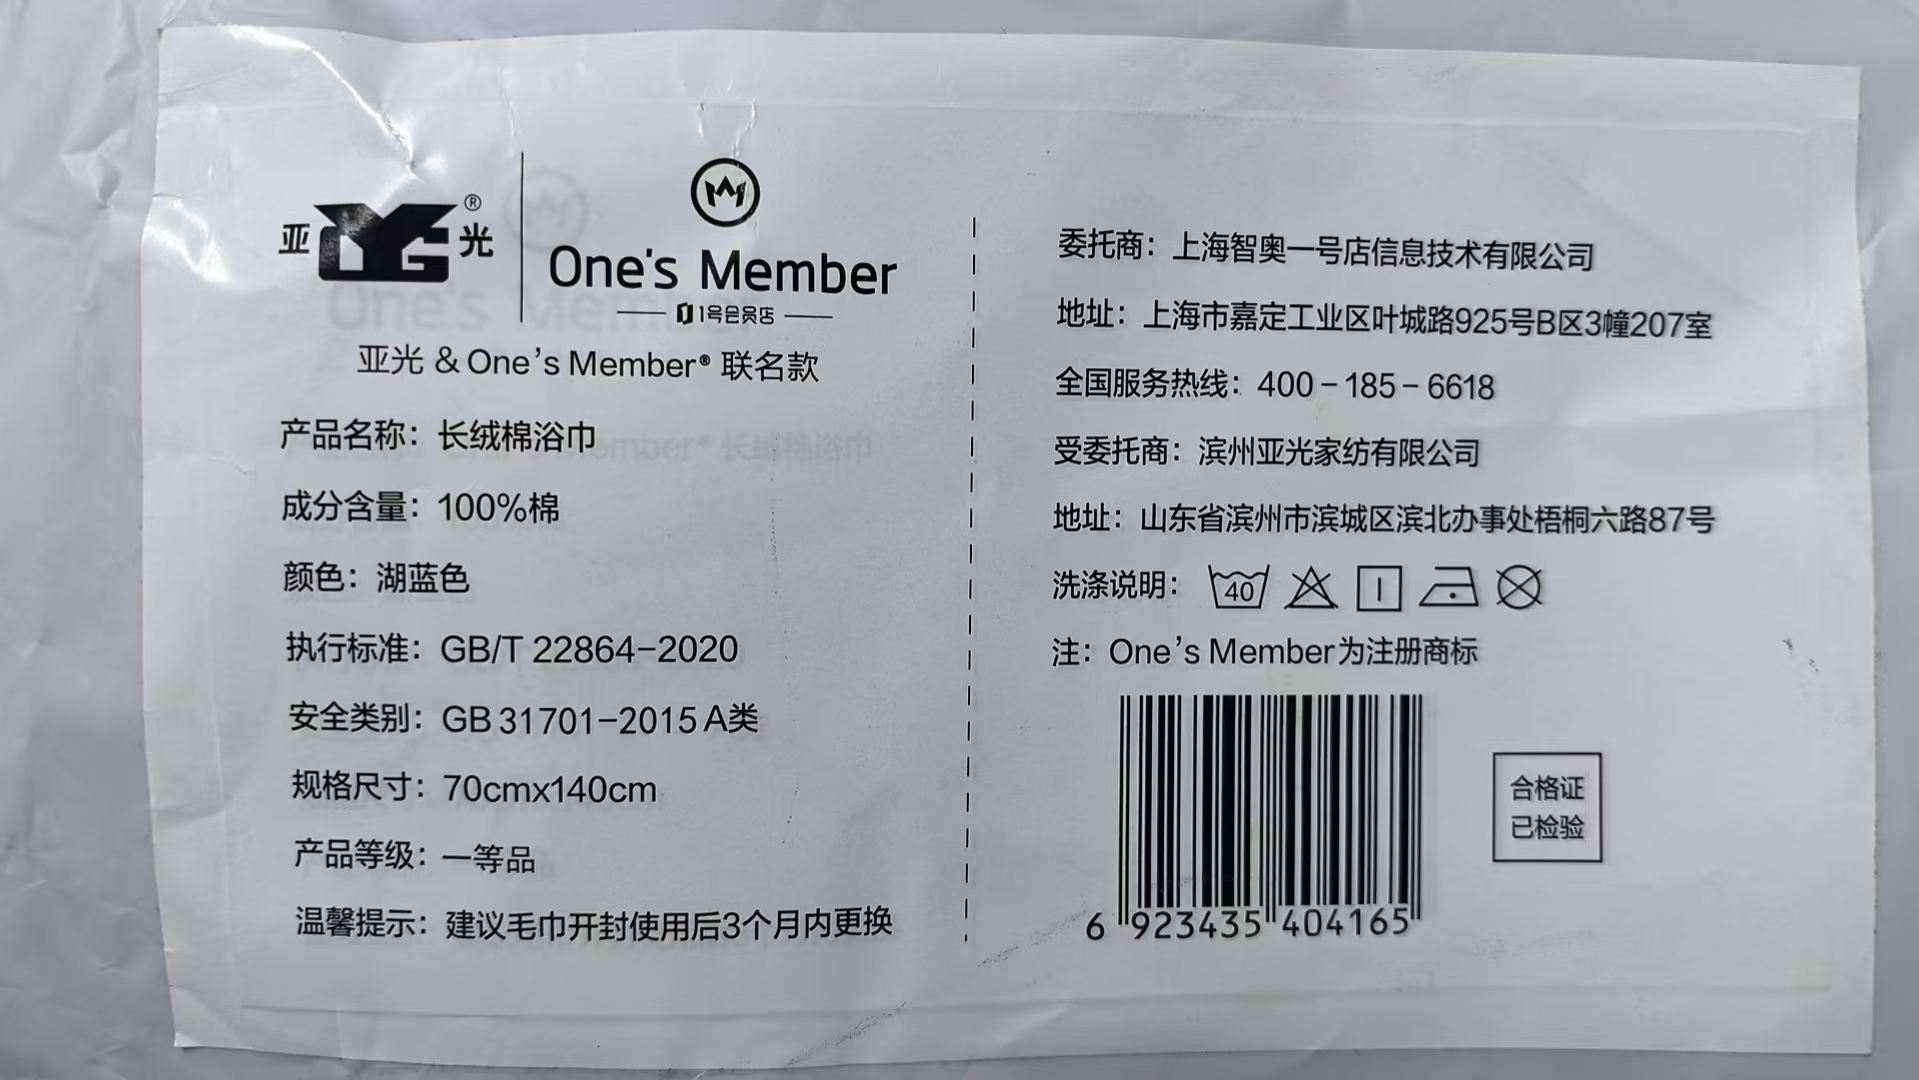 亚 YG® 光
One's Member
1号会员店
亚光 & One's Member® 联名款
产品名称：长绒棉浴巾
成分含量：100%棉
颜色：湖蓝色
执行标准：GB/T 22864-2020
安全类别：GB 31701-2015 A类
规格尺寸：70cmx140cm
产品等级：一等品
温馨提示：建议毛巾开封使用后3个月内更换
委托商：上海智奥一号店信息技术有限公司
地址：上海市嘉定工业区叶城路925号B区3幢207室
全国服务热线：400-185-6618
受委托商：滨州亚光家纺有限公司
地址：山东省滨州市滨城区滨北办事处梧桐六路87号
洗涤说明： 40
注：One's Member为注册商标
6 923435 404165
合格证
已检验